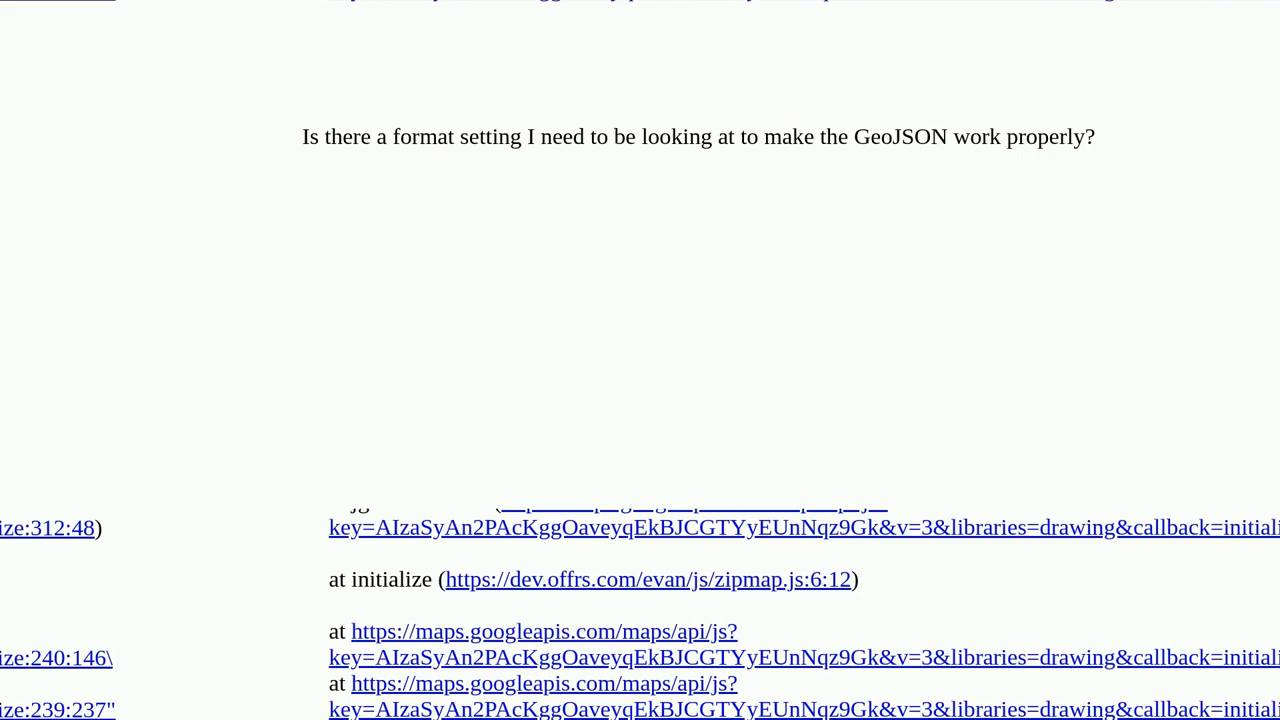 Is there a format setting I need to be looking at to make the GeoJSON work properly?
ize:312:48)
key=AIzaSyAn2PAcKggOaveyqEkBJCGTYyEUnNqz9Gk&v=3&libraries=drawing&callback=initiali
at initialize (https://dev.offrs.com/evan/js/zipmap.js:6:12)
at https://maps.googleapis.com/maps/api/js?
ize:240:146\
key=AIzaSyAn2PAcKggOaveyqEkBJCGTYyEUnNqz9Gk&v=3&libraries=drawing&callback=initiali
at https://maps.googleapis.com/maps/api/js?
ize:239:237"
key=AIzaSyAn2PAcKggOaveyqEkBJCGTYyEUnNqz9Gk&v=3&libraries=drawing&callback=initiali